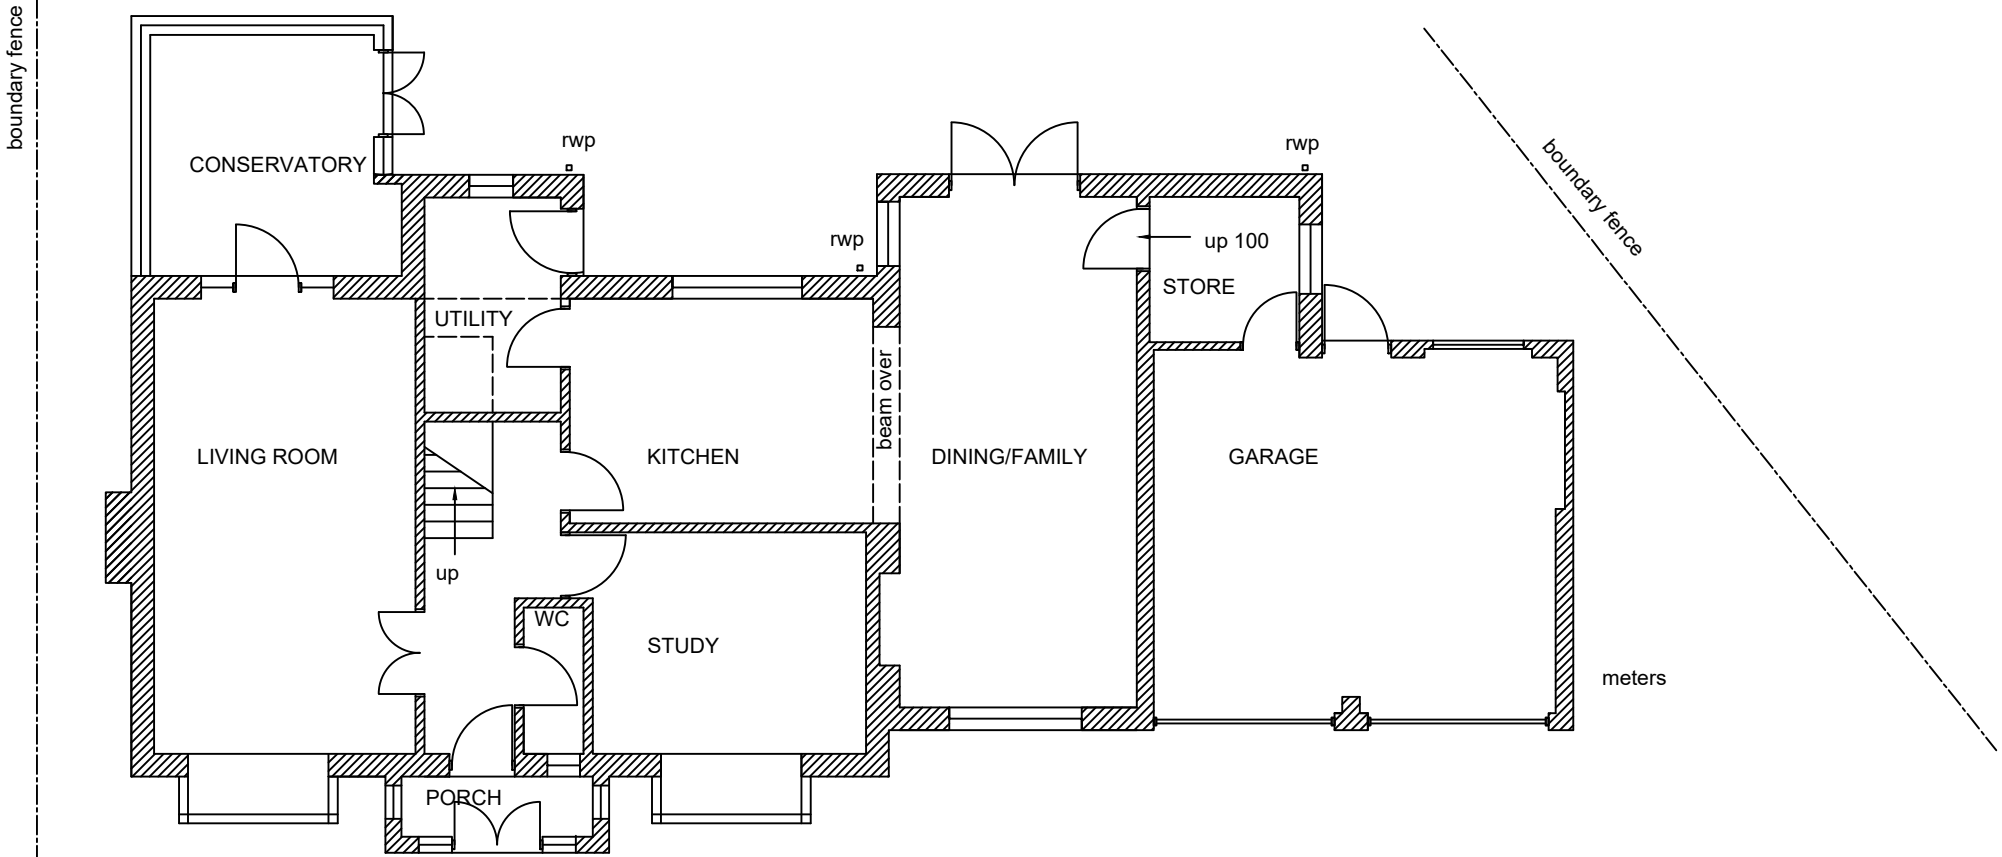 boundary fence
rwp
rwp
CONSERVATORY
boundary fence
rwp
up 100
STORE
UTILITY
beam over
LIVING ROOM
KITCHEN
DINING/FAMILY
GARAGE
up
WC
STUDY
meters
PORCH